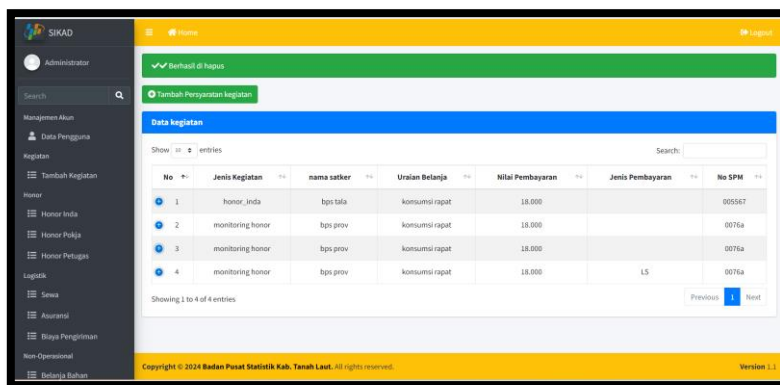 SIKAD
Home
Logout
Administrator
Berhasil di hapus
Search
Tambah Persyaratan kegiatan
Manajemen Akun
Data Pengguna
Kegiatan
Tambah Kegiatan
Honor
Honor Inda
Honor Pokja
Honor Petugas
Logistik
Sewa
Asuransi
Biaya Pengiriman
Non-Operasional
Belanja Bahan
Data kegiatan
Show 10 entries Search:
No Jenis Kegiatan nama satker Uraian Belanja Nilai Pembayaran Jenis Pembayaran No SPM
1 honor_inda bps tala konsumsi rapat 18.000 005567
2 monitoring honor bps prov konsumsi rapat 18.000 0076a
3 monitoring honor bps prov konsumsi rapat 18.000 0076a
4 monitoring honor bps prov konsumsi rapat 18.000 LS 0076a
Showing 1 to 4 of 4 entries
Previous 1 Next
Copyright © 2024 Badan Pusat Statistik Kab. Tanah Laut. All rights reserved.
Version 1.1